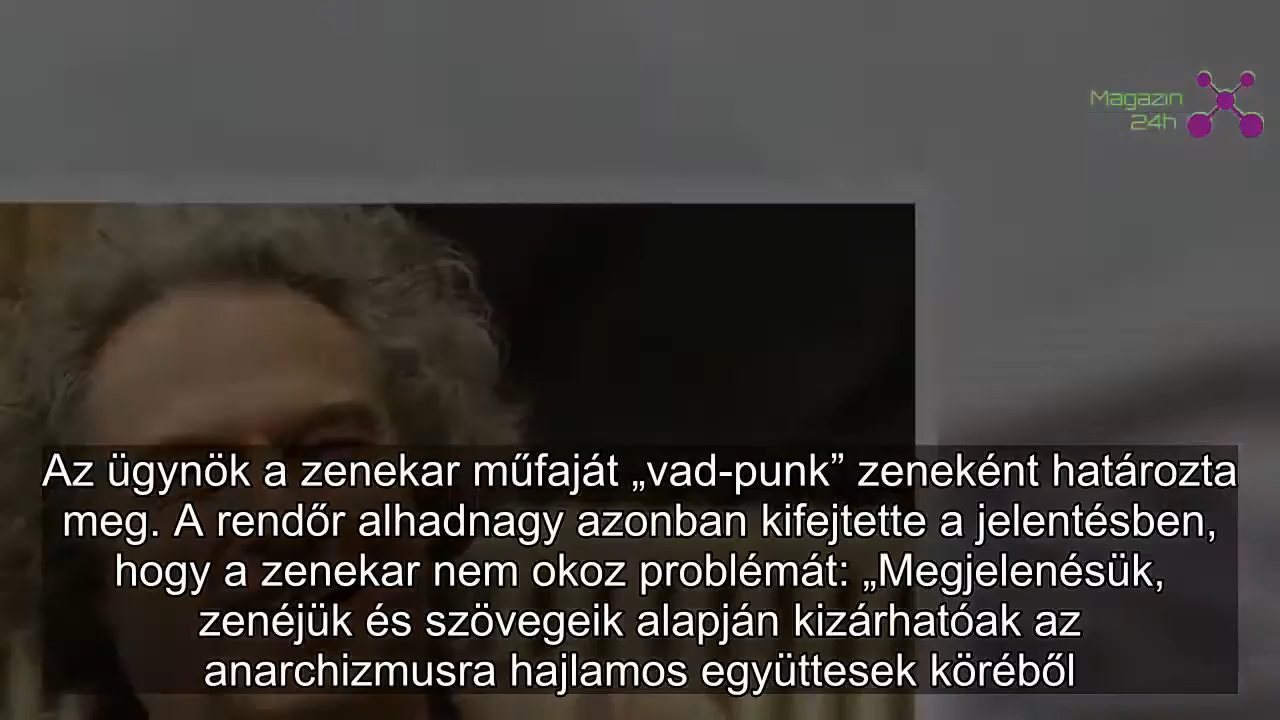 Magazin
24h
Az ügynök a zenekar műfaját „vad-punk” zeneként határozta
meg. A rendőr alhadnagy azonban kifejtette a jelentésben,
hogy a zenekar nem okoz problémát: „Megjelenésük,
zenéjük és szövegeik alapján kizárhatóak az
anarchizmusra hajlamos együttesek köréből